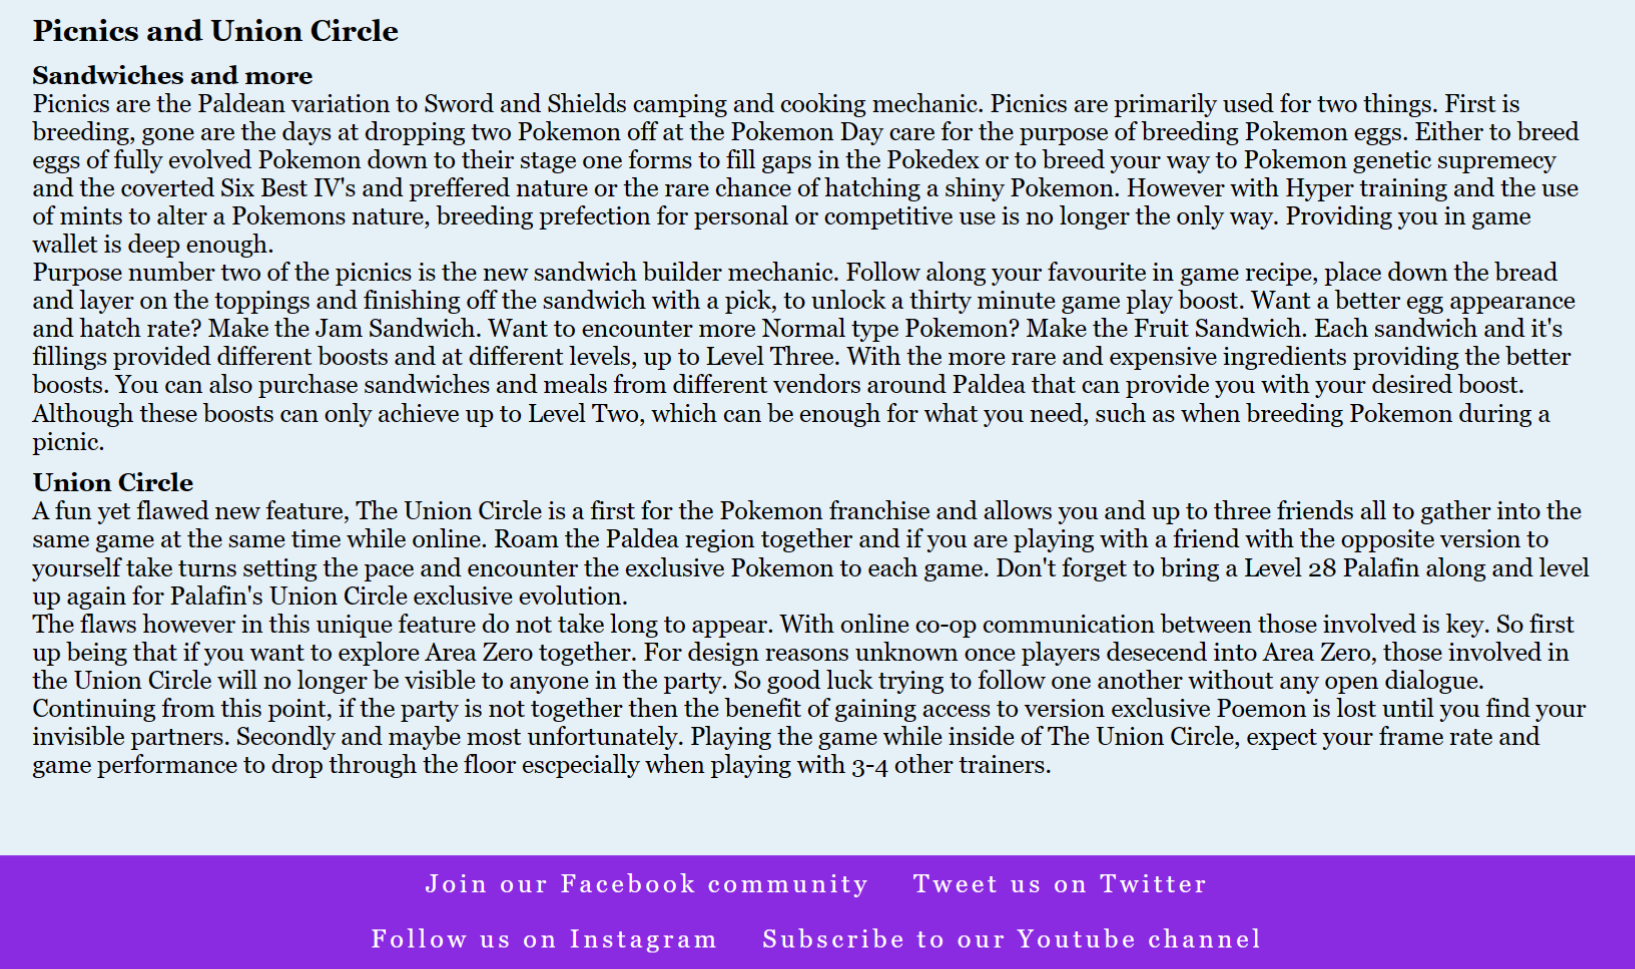 Picnics and Union Circle
Sandwiches and more
Picnics are the Paldean variation to Sword and Shields camping and cooking mechanic. Picnics are primarily used for two things. First is
breeding, gone are the days at dropping two Pokemon off at the Pokemon Day care for the purpose of breeding Pokemon eggs. Either to breed
eggs of fully evolved Pokemon down to their stage one forms to fill gaps in the Pokedex or to breed your way to Pokemon genetic supremecy
and the coverted Six Best IV's and preffered nature or the rare chance of hatching a shiny Pokemon. However with Hyper training and the use
of mints to alter a Pokemons nature, breeding prefection for personal or competitive use is no longer the only way. Providing you in game
wallet is deep enough.
Purpose number two of the picnics is the new sandwich builder mechanic. Follow along your favourite in game recipe, place down the bread
and layer on the toppings and finishing off the sandwich with a pick, to unlock a thirty minute game play boost. Want a better egg appearance
and hatch rate? Make the Jam Sandwich. Want to encounter more Normal type Pokemon? Make the Fruit Sandwich. Each sandwich and it's
fillings provided different boosts and at different levels, up to Level Three. With the more rare and expensive ingredients providing the better
boosts. You can also purchase sandwiches and meals from different vendors around Paldea that can provide you with your desired boost.
Although these boosts can only achieve up to Level Two, which can be enough for what you need, such as when breeding Pokemon during a
picnic.
Union Circle
A fun yet flawed new feature, The Union Circle is a first for the Pokemon franchise and allows you and up to three friends all to gather into the
same game at the same time while online. Roam the Paldea region together and if you are playing with a friend with the opposite version to
yourself take turns setting the pace and encounter the exclusive Pokemon to each game. Don't forget to bring a Level 28 Palafin along and level
up again for Palafin's Union Circle exclusive evolution.
The flaws however in this unique feature do not take long to appear. With online co-op communication between those involved is key. So first
up being that if you want to explore Area Zero together. For design reasons unknown once players desecend into Area Zero, those involved in
the Union Circle will no longer be visible to anyone in the party. So good luck trying to follow one another without any open dialogue.
Continuing from this point, if the party is not together then the benefit of gaining access to version exclusive Poemon is lost until you find your
invisible partners. Secondly and maybe most unfortunately. Playing the game while inside of The Union Circle, expect your frame rate and
game performance to drop through the floor escpecially when playing with 3-4 other trainers.
Join our Facebook community Tweet us on Twitter
Follow us on Instagram Subscribe to our Youtube channel